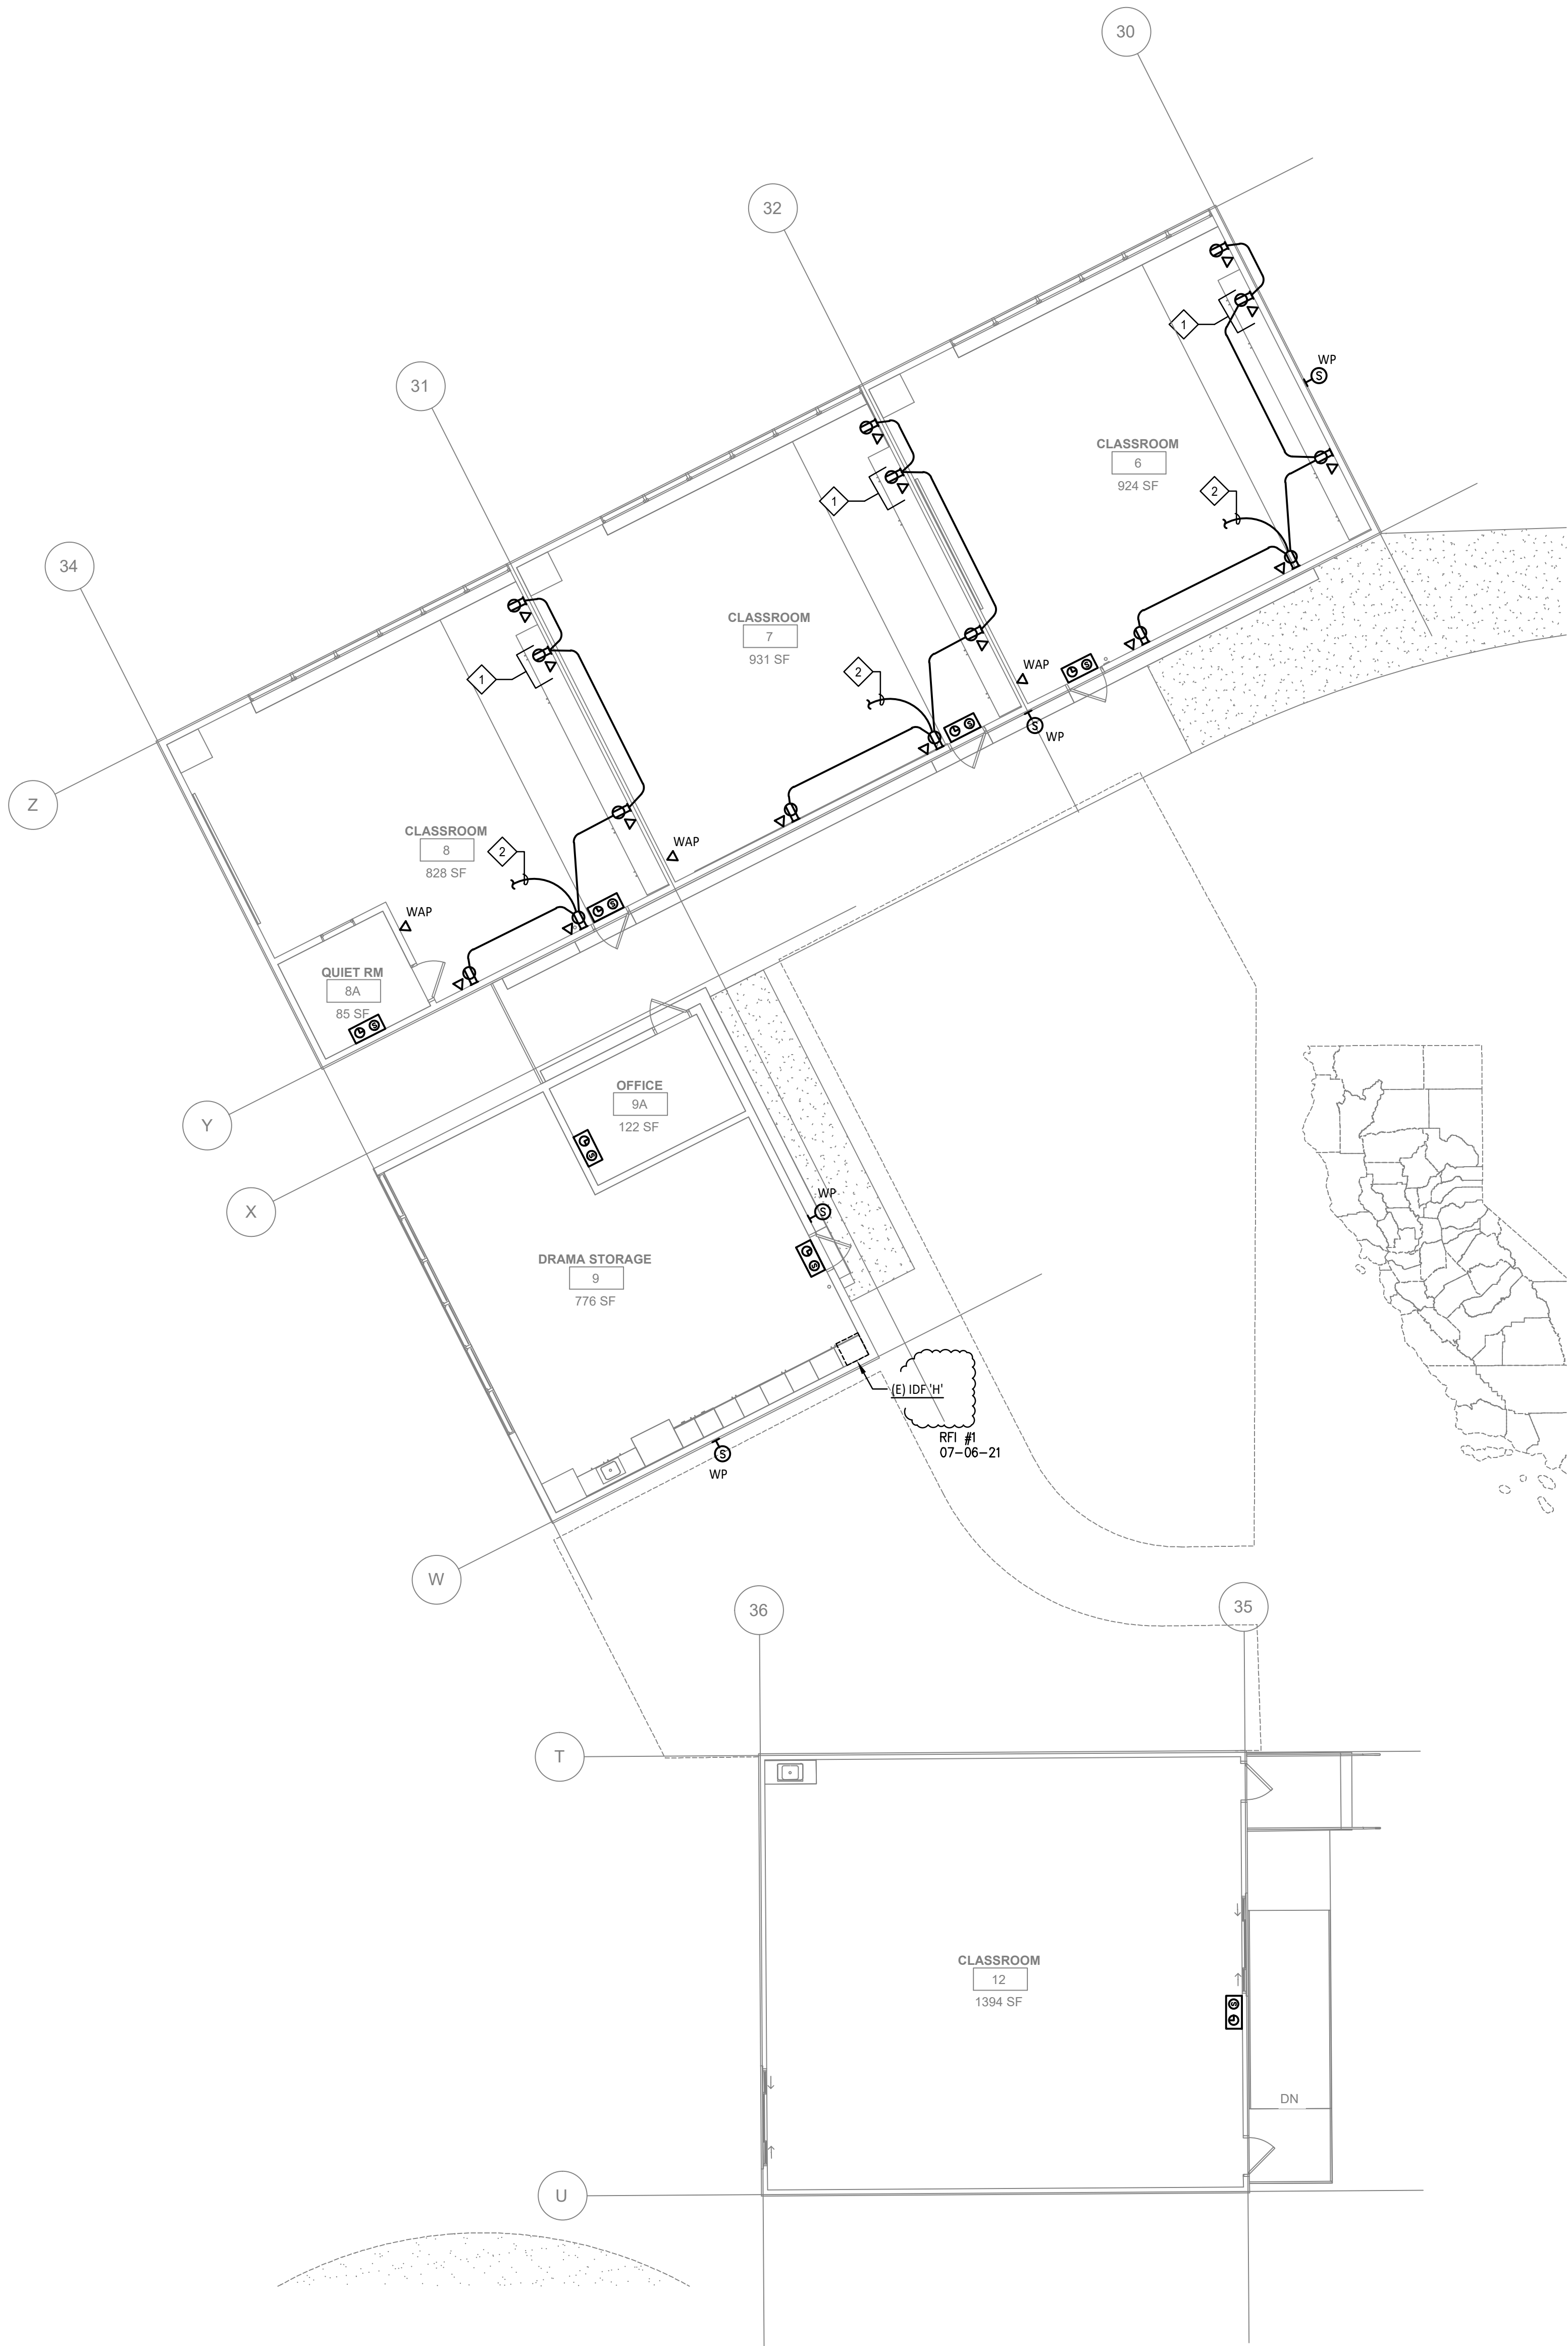 30
32
31
34
1
WP
S
CLASSROOM
6
924 SF
2
1
CLASSROOM
7
931 SF
2
WAP
S
S
WP
1
S
Z
CLASSROOM
8
828 SF
2
WAP
WAP
S
QUIET RM
8A
85 SF
S
OFFICE
9A
122 SF
S
Y
X
WP
S
S
DRAMA STORAGE
9
776 SF
(E) IDF 'H'
RFI #1
07-06-21
S
WP
W
36
35
T
CLASSROOM
12
1394 SF
S
DN
U